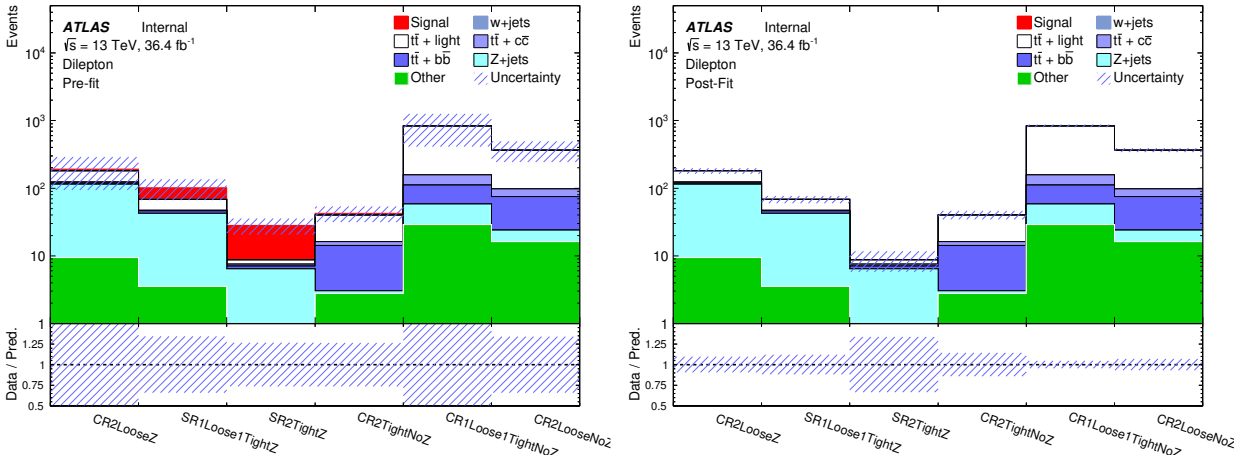 Events
10⁴
10³
10²
10
1
ATLAS Internal
√s = 13 TeV, 36.4 fb⁻¹
Dilepton
Pre-fit
Signal
w+jets
tt̄ + light
tt̄ + cc̄
tt̄ + bb̄
Z+jets
Other
Uncertainty
Data / Pred.
1.25
1
0.75
0.5
CR2LooseZ
SR1Loose1TightZ
SR2TightZ
CR2TightNoZ
CR1Loose1TightNoZ
CR2LooseNoZ
Events
10⁴
10³
10²
10
1
ATLAS Internal
√s = 13 TeV, 36.4 fb⁻¹
Dilepton
Post-Fit
Signal
w+jets
tt̄ + light
tt̄ + cc̄
tt̄ + bb̄
Z+jets
Other
Uncertainty
Data / Pred.
1.25
1
0.75
0.5
CR2LooseZ
SR1Loose1TightZ
SR2TightZ
CR2TightNoZ
CR1Loose1TightNoZ
CR2LooseNoZ